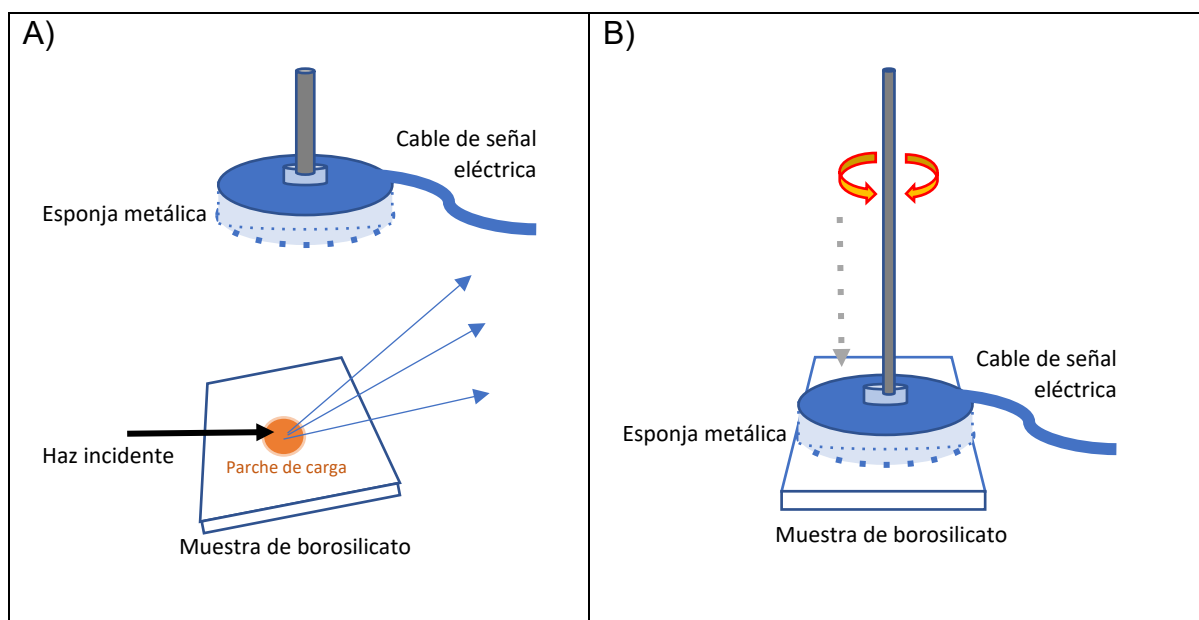 A)
Cable de señal
eléctrica
Esponja metálica
Haz incidente
Parche de carga
Muestra de borosilicato
B)
Cable de señal
eléctrica
Esponja metálica
Muestra de borosilicato